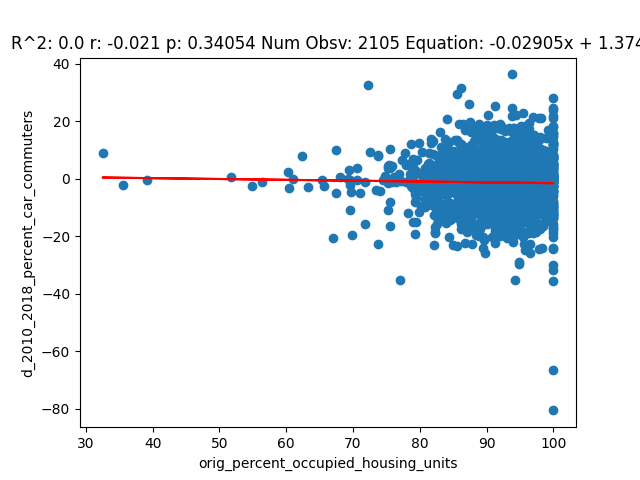 R^2: 0.0 r: -0.021 p: 0.34054 Num Obsv: 2105 Equation: -0.02905x + 1.374
40
20
0
−20
−40
−60
−80
d_2010_2018_percent_car_commuters
30 40 50 60 70 80 90 100
orig_percent_occupied_housing_units